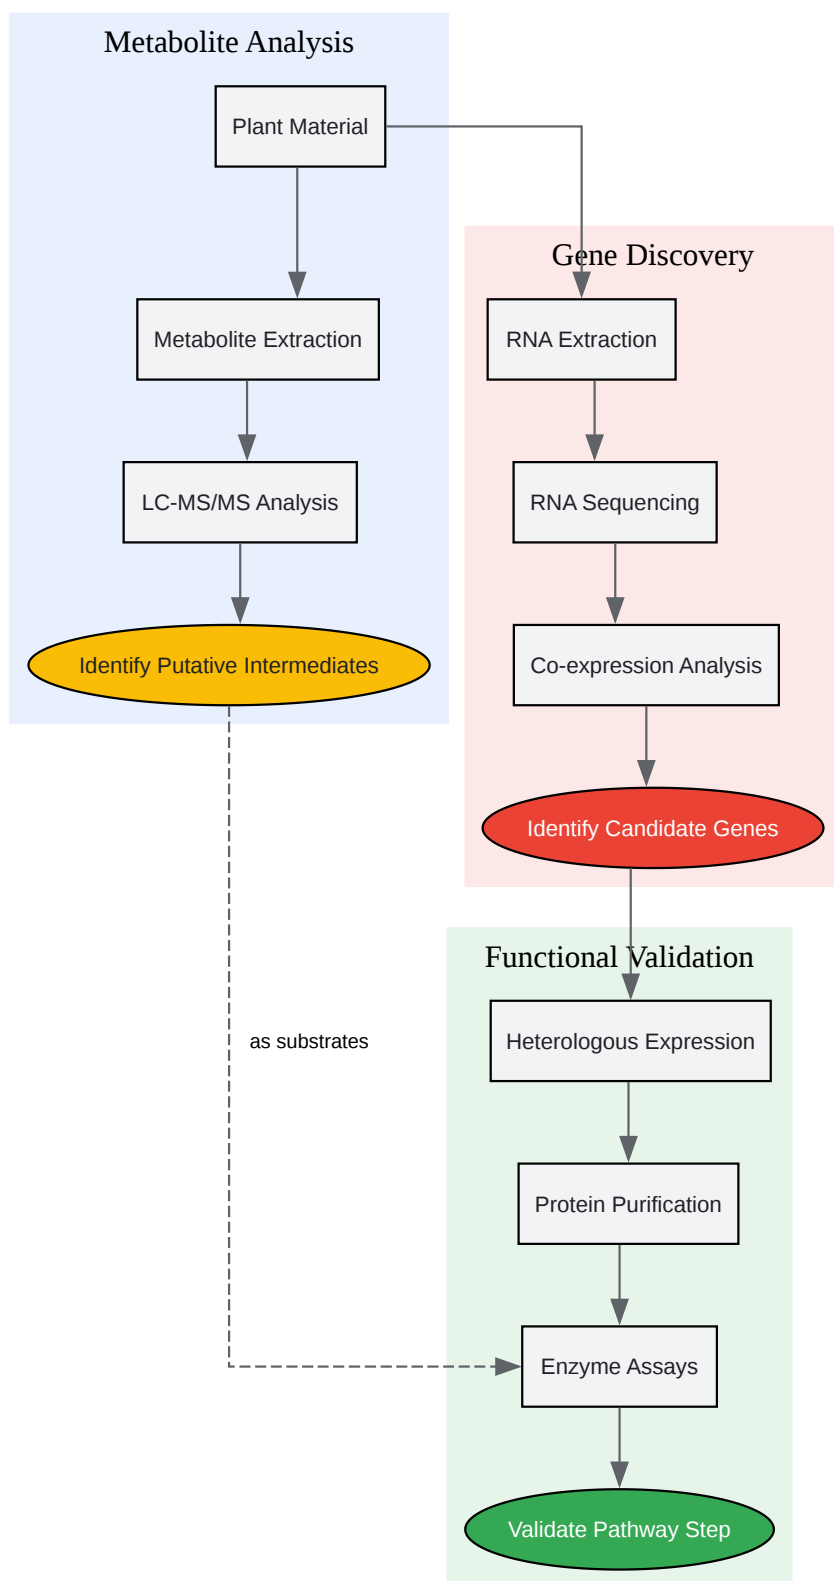 Metabolite Analysis
Plant Material
Metabolite Extraction
LC-MS/MS Analysis
Identify Putative Intermediates
Gene Discovery
RNA Extraction
RNA Sequencing
Co-expression Analysis
Identify Candidate Genes
as substrates
Functional Validation
Heterologous Expression
Protein Purification
Enzyme Assays
Validate Pathway Step